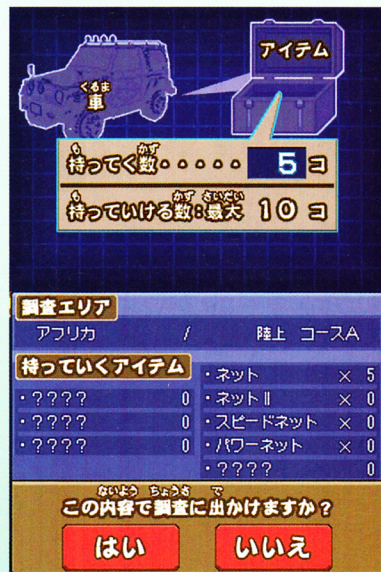 アイテム
くるま
車
も かず
持ってく数・・・・・ 5 コ
も かず さいだい
持っていける数:最大 10 コ
調査エリア
アフリカ / 陸上 コースA
持っていくアイテム
・???? 0
・???? 0
・???? 0
・ネット × 5
・ネットⅡ × 0
・スピードネット × 0
・パワーネット × 0
・???? 0
ないよう ちょうさ で
この内容で調査に出かけますか?
はい いいえ